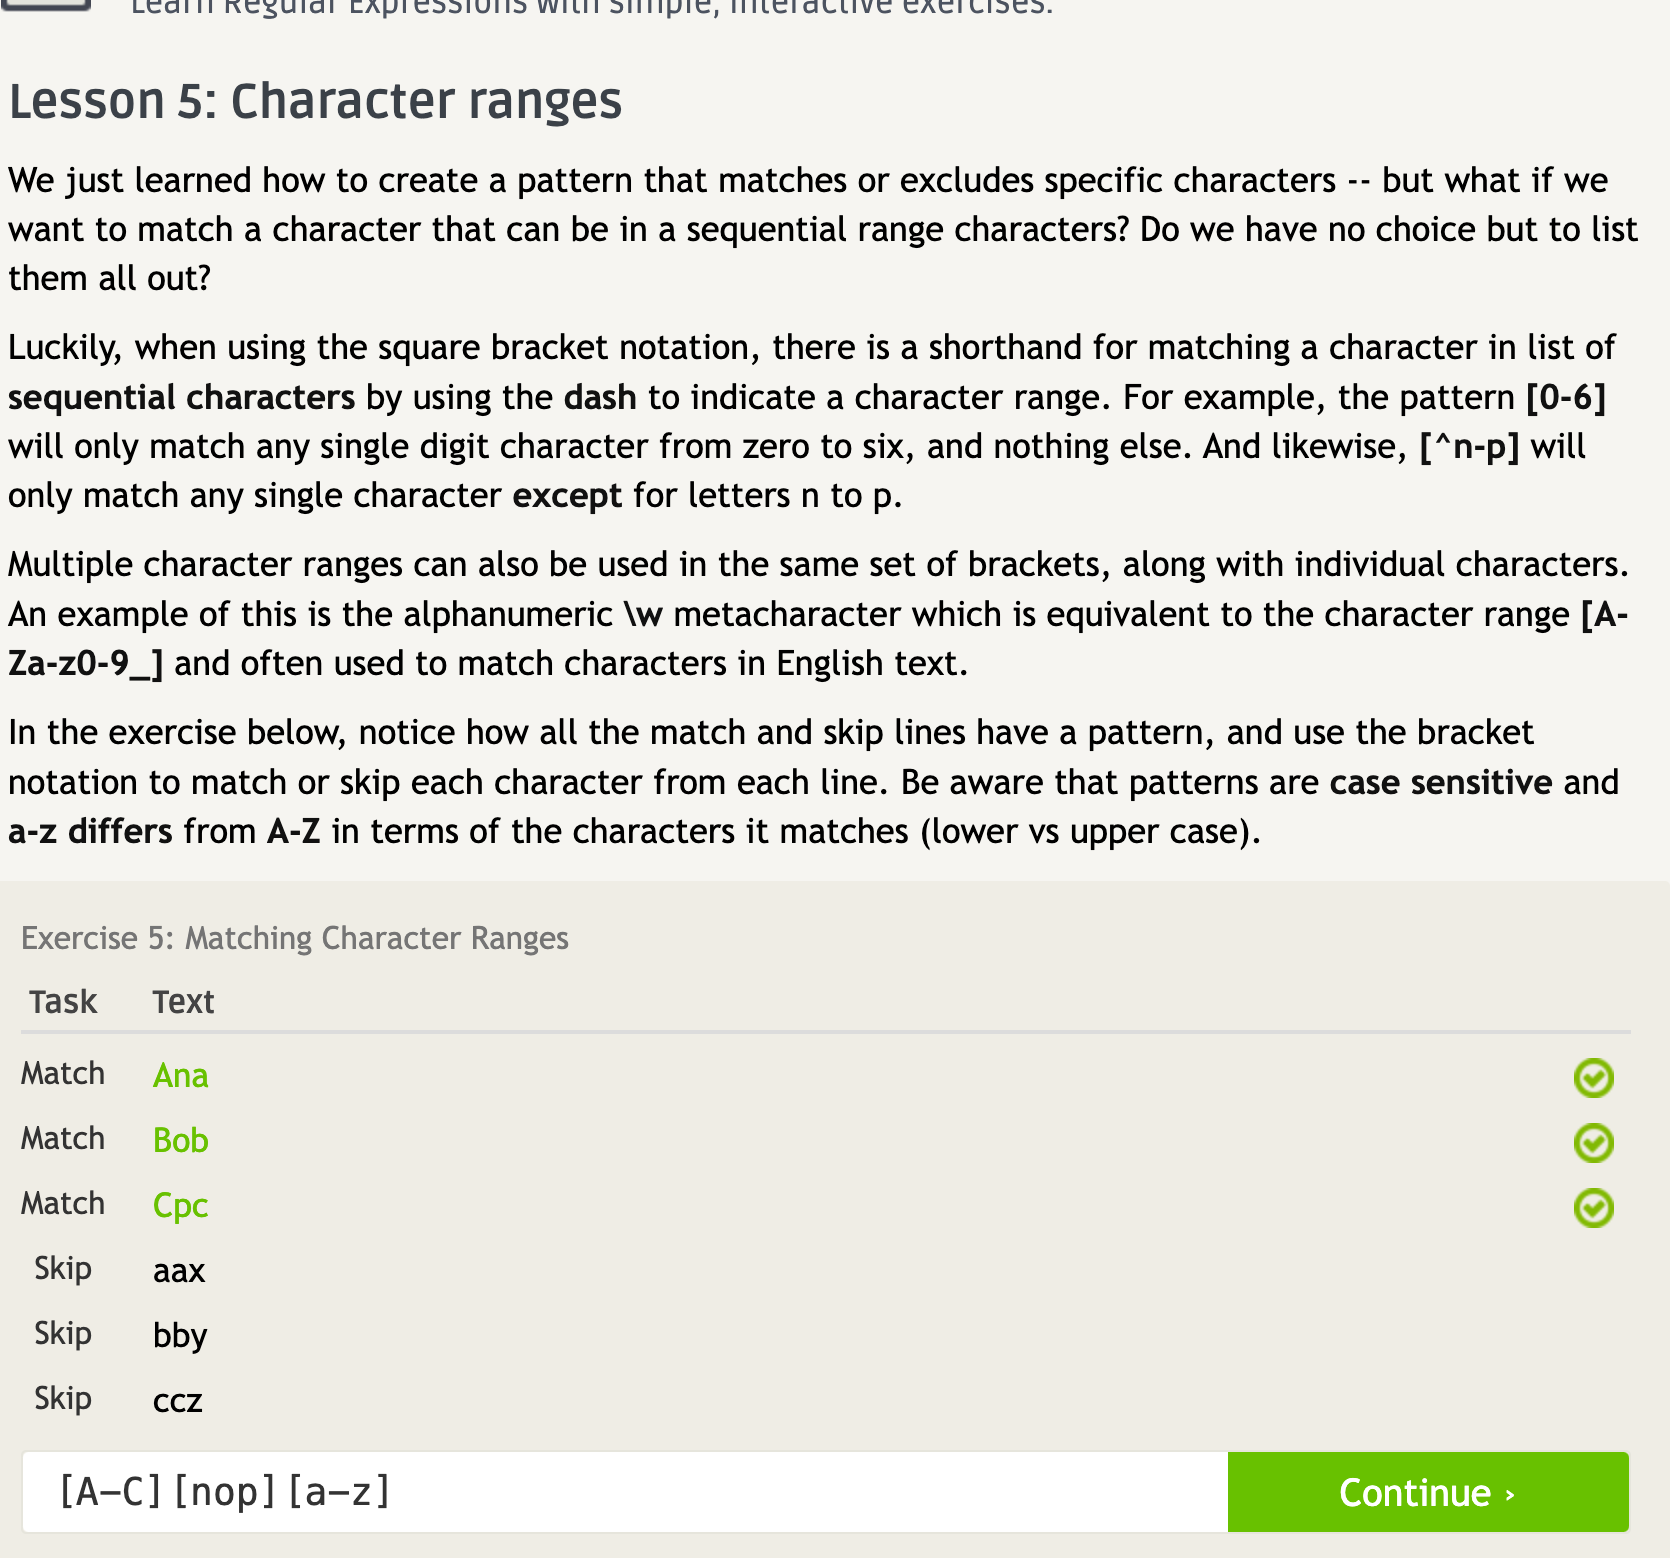 Learn Regular Expressions with simple, interactive exercises.
Lesson 5: Character ranges
We just learned how to create a pattern that matches or excludes specific characters -- but what if we
want to match a character that can be in a sequential range characters? Do we have no choice but to list
them all out?
Luckily, when using the square bracket notation, there is a shorthand for matching a character in list of
sequential characters by using the dash to indicate a character range. For example, the pattern [0-6]
will only match any single digit character from zero to six, and nothing else. And likewise, [^n-p] will
only match any single character except for letters n to p.
Multiple character ranges can also be used in the same set of brackets, along with individual characters.
An example of this is the alphanumeric \w metacharacter which is equivalent to the character range [A-
Za-z0-9_] and often used to match characters in English text.
In the exercise below, notice how all the match and skip lines have a pattern, and use the bracket
notation to match or skip each character from each line. Be aware that patterns are case sensitive and
a-z differs from A-Z in terms of the characters it matches (lower vs upper case).
Exercise 5: Matching Character Ranges
Task Text
Match Ana
Match Bob
Match Cpc
Skip aax
Skip bby
Skip ccz
[A-C][nop][a-z] Continue ›